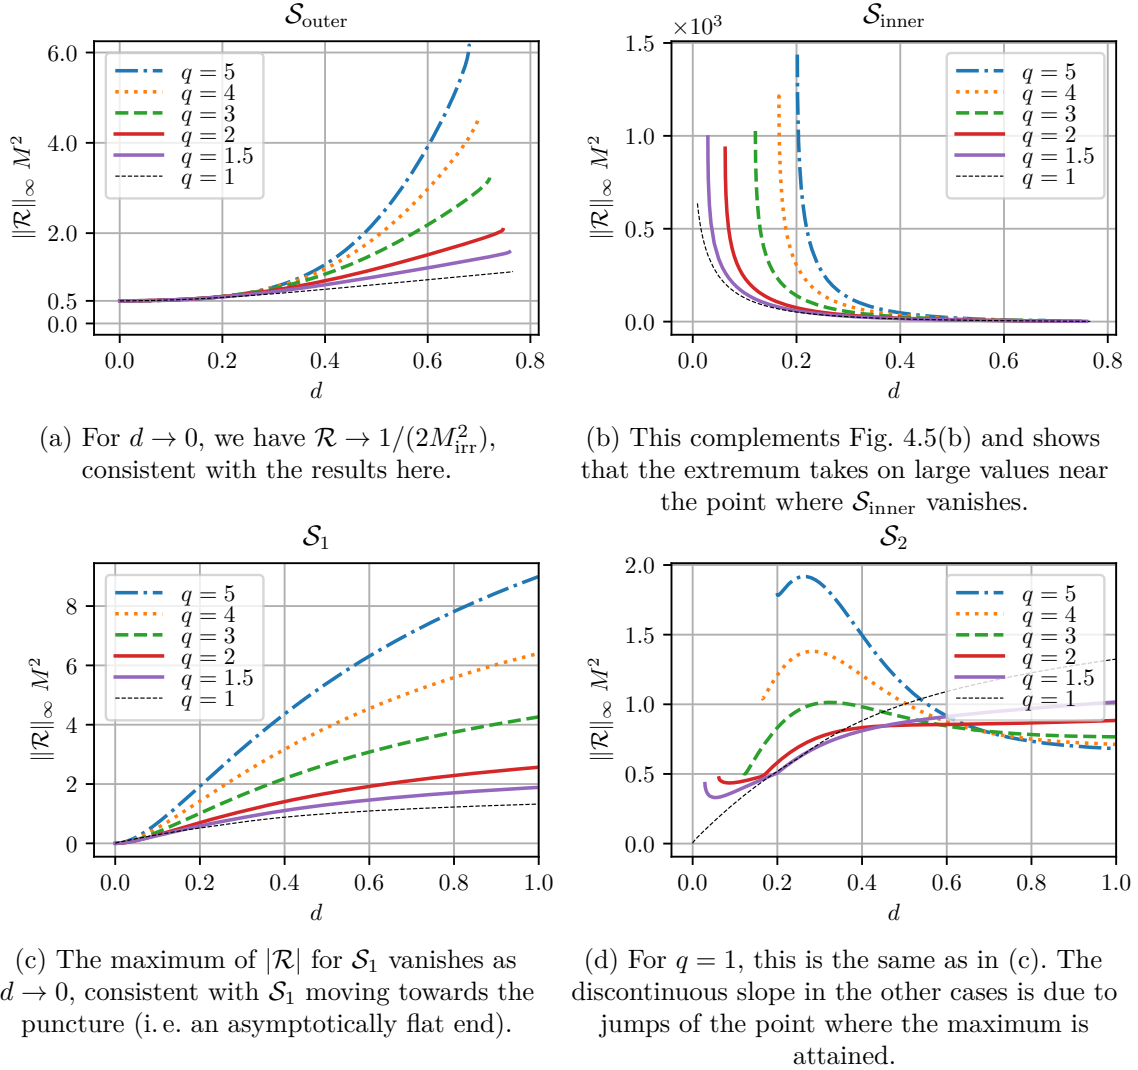 S_outer
6.0
4.0
2.0
0.5
0.0
‖R‖∞ M²
q = 5
q = 4
q = 3
q = 2
q = 1.5
q = 1
0.0 0.2 0.4 0.6 0.8
d
(a) For d → 0, we have R → 1/(2M²_irr),
consistent with the results here.
S_inner
×10³
1.5
1.0
0.5
0.0
‖R‖∞ M²
q = 5
q = 4
q = 3
q = 2
q = 1.5
q = 1
0.0 0.2 0.4 0.6 0.8
d
(b) This complements Fig. 4.5(b) and shows
that the extremum takes on large values near
the point where S_inner vanishes.
S₁
8
6
4
2
0
‖R‖∞ M²
q = 5
q = 4
q = 3
q = 2
q = 1.5
q = 1
0.0 0.2 0.4 0.6 0.8 1.0
d
(c) The maximum of |R| for S₁ vanishes as
d → 0, consistent with S₁ moving towards the
puncture (i. e. an asymptotically flat end).
S₂
2.0
1.5
1.0
0.5
0.0
‖R‖∞ M²
q = 5
q = 4
q = 3
q = 2
q = 1.5
q = 1
0.0 0.2 0.4 0.6 0.8 1.0
d
(d) For q = 1, this is the same as in (c). The
discontinuous slope in the other cases is due to
jumps of the point where the maximum is
attained.